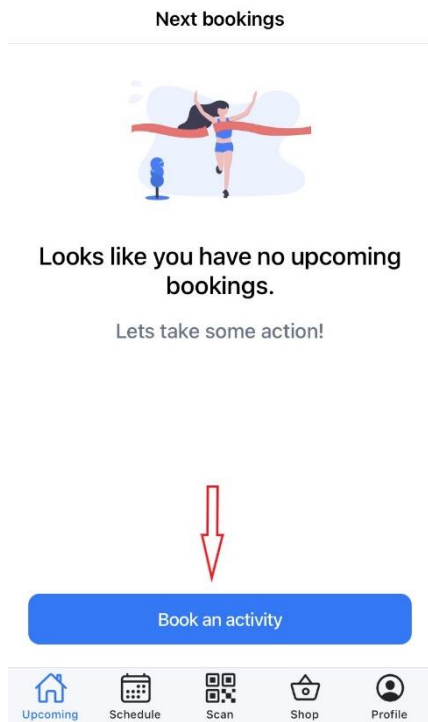 Next bookings
Looks like you have no upcoming
bookings.
Lets take some action!
Book an activity
Upcoming Schedule Scan Shop Profile